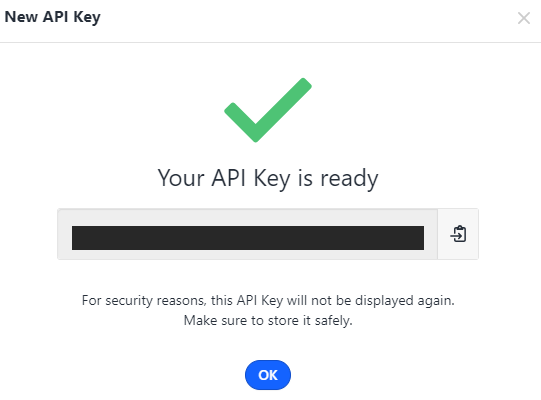 New API Key
Your API Key is ready
For security reasons, this API Key will not be displayed again.
Make sure to store it safely.
OK